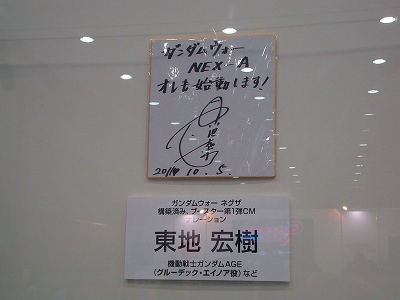 ガンダムウォー
NEX-A
オレも始動します!
2011 10. 5.
ガンダムウォー ネグザ
構築済み、ブースター第1弾CM
ナレーション
東地 宏樹
機動戦士ガンダムAGE
(グルーデック・エイノア役)など